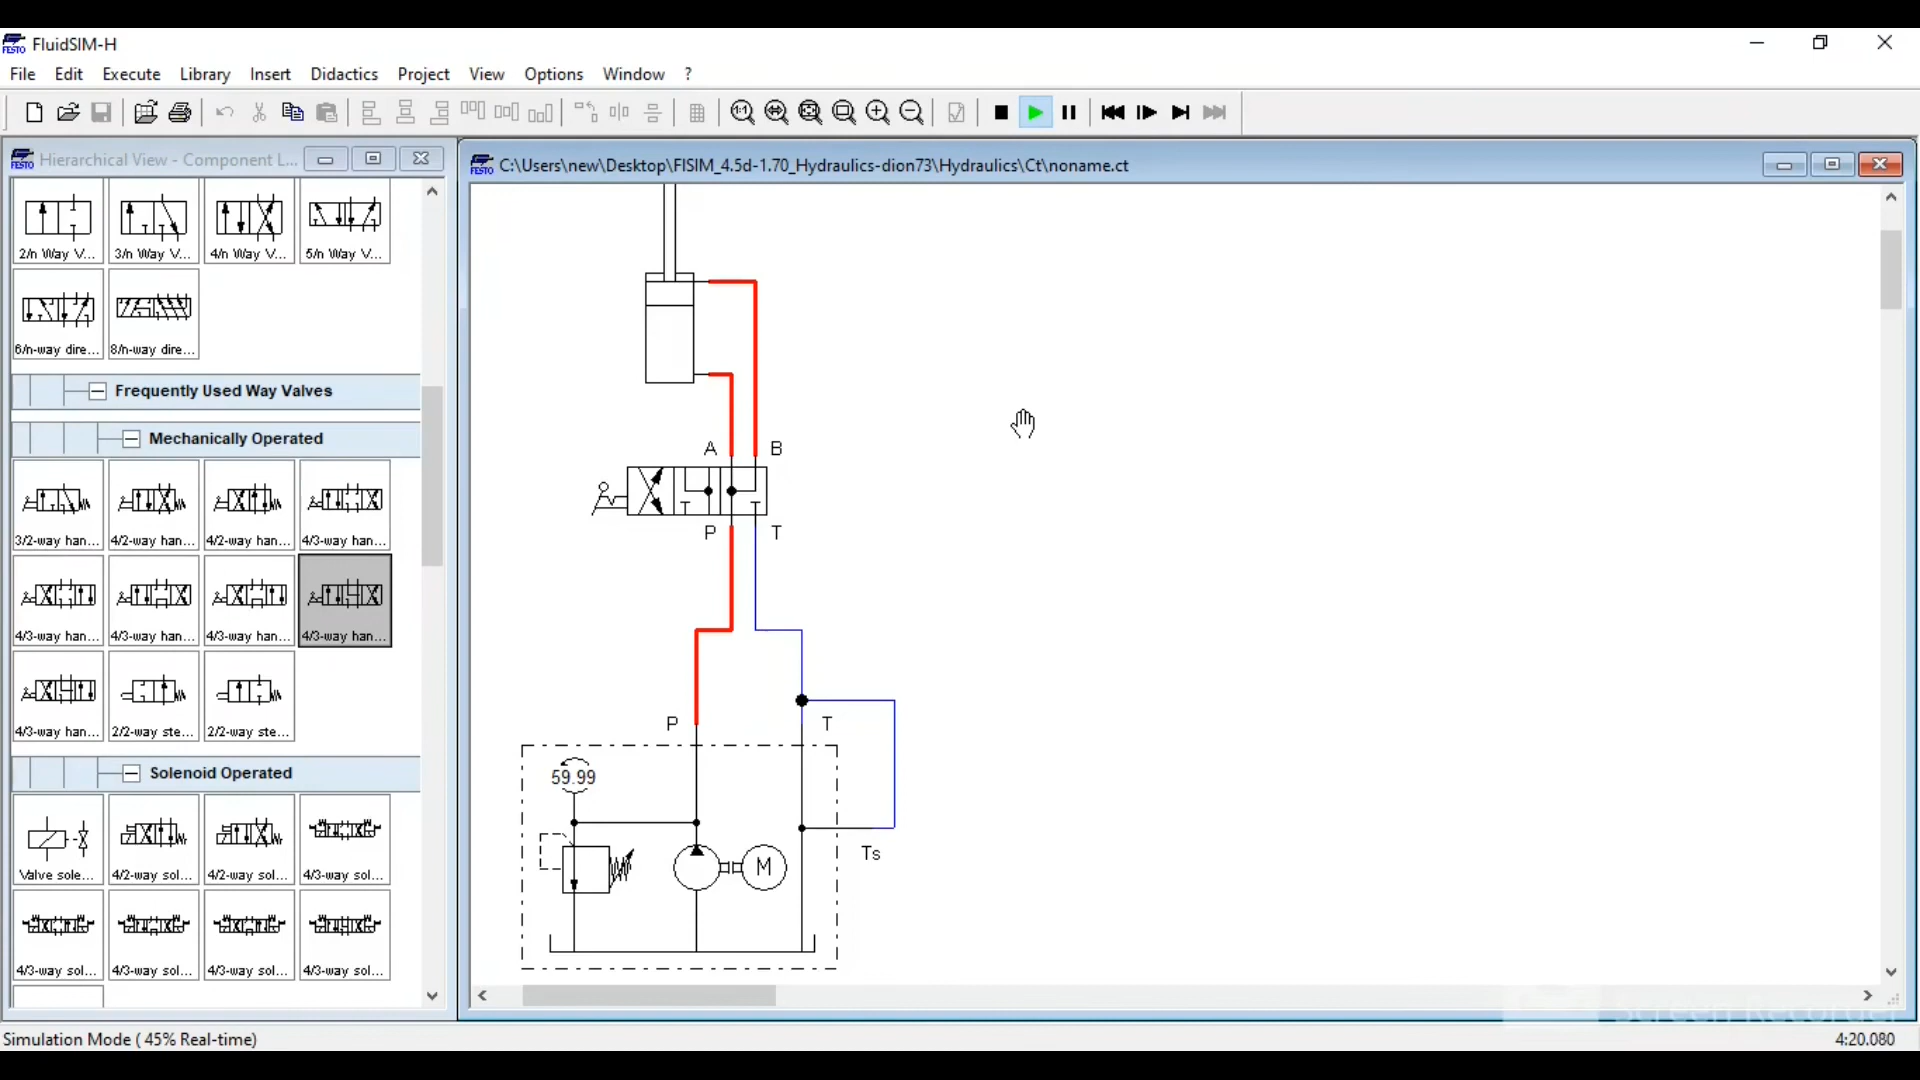 FluidSIM-H
File Edit Execute Library Insert Didactics Project View Options Window ?
FESTO Hierarchical View - Component L...
FESTO C:\Users\new\Desktop\FISIM_4.5d-1.70_Hydraulics-dion73\Hydraulics\Ct\noname.ct
2/n Way V... 3/n Way V... 4/n Way V... 5/n Way V...
6/n-way dire... 8/n-way dire...
Frequently Used Way Valves
Mechanically Operated
3/2-way han... 4/2-way han... 4/2-way han... 4/3-way han...
4/3-way han... 4/3-way han... 4/3-way han... 4/3-way han...
4/3-way han... 2/2-way ste... 2/2-way ste...
Solenoid Operated
Valve sole... 4/2-way sol... 4/2-way sol... 4/3-way sol...
4/3-way sol... 4/3-way sol... 4/3-way sol... 4/3-way sol...
A B
T T
P T
P T
59.99
M
Ts
Screen Recorder
Simulation Mode ( 45% Real-time)
4:20.080